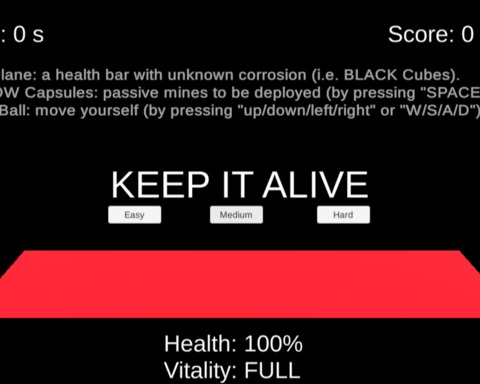 : 0 s
Score: 0
lane: a health bar with unknown corrosion (i.e. BLACK Cubes).
OW Capsules: passive mines to be deployed (by pressing "SPACE
Ball: move yourself (by pressing "up/down/left/right" or "W/S/A/D")
KEEP IT ALIVE
Easy
Medium
Hard
Health: 100%
Vitality: FULL